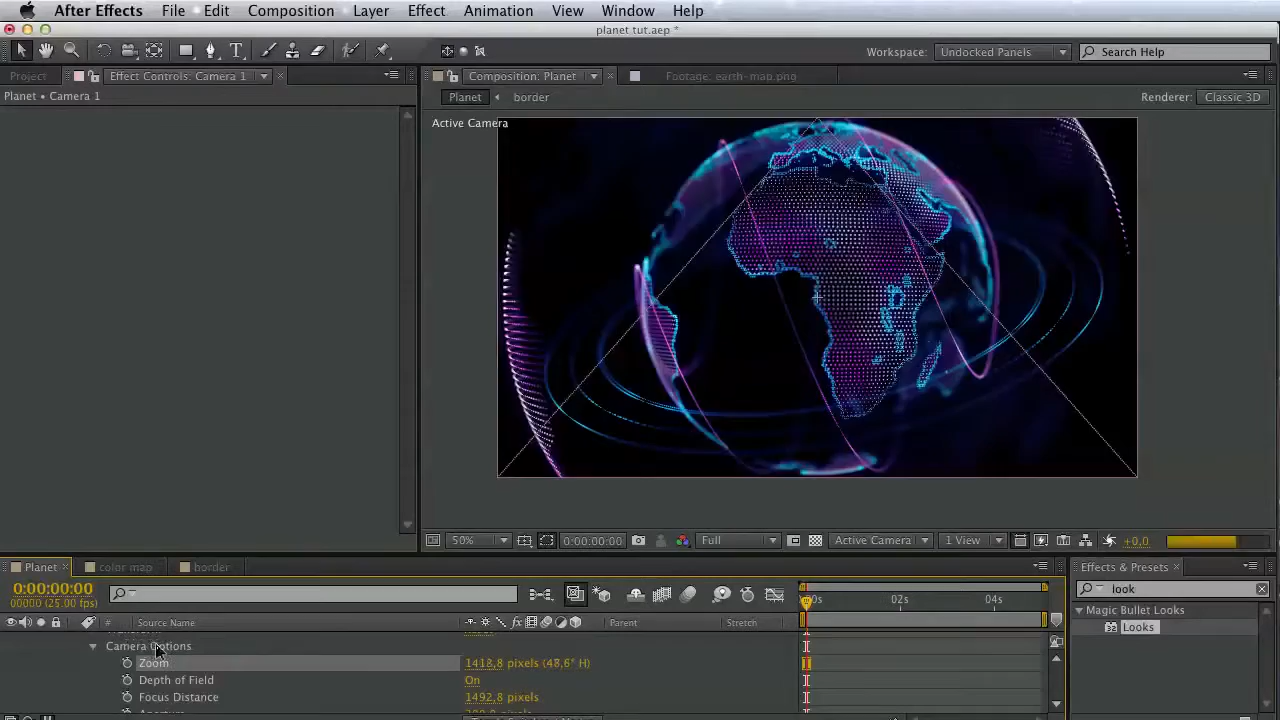 After Effects File Edit Composition Layer Effect Animation View Window Help
planet tut.aep *
Workspace: Undocked Panels Search Help
Project Effect Controls: Camera 1 Composition: Planet Footage: earth-map.png
Planet • Camera 1 Planet border Renderer: Classic 3D
Active Camera
50% 0:00:00:00 Full Active Camera 1 View +0,0
Planet color map border Effects & Presets
0:00:00:00 look
00000 (25.00 fps) 0s 02s 04s Magic Bullet Looks
# Source Name Parent Stretch Looks
Camera Options
Zoom 1418,8 pixels (48,6° H)
Depth of Field On
Focus Distance 1492,8 pixels